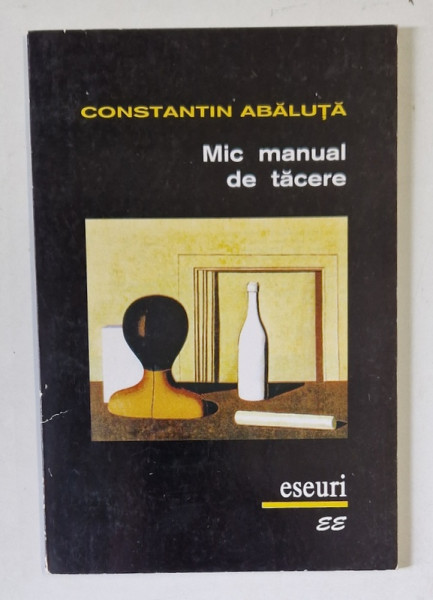 CONSTANTIN ABĂLUȚĂ
Mic manual
de tăcere
eseuri
EE